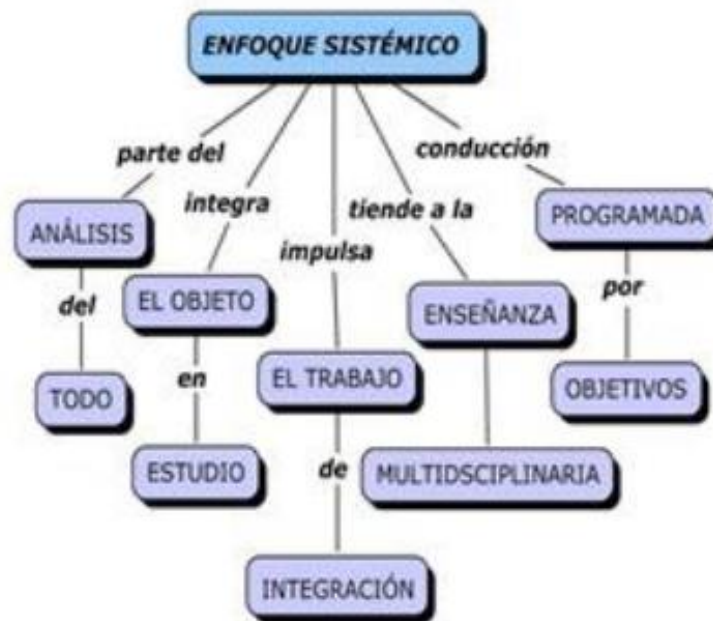 ENFOQUE SISTÉMICO
parte del
conducción
integra
tiende a la
impulsa
ANÁLISIS
PROGRAMADA
del
EL OBJETO
ENSEÑANZA
por
TODO
en
EL TRABAJO
OBJETIVOS
ESTUDIO
de
MULTIDSCIPLINARIA
INTEGRACIÓN